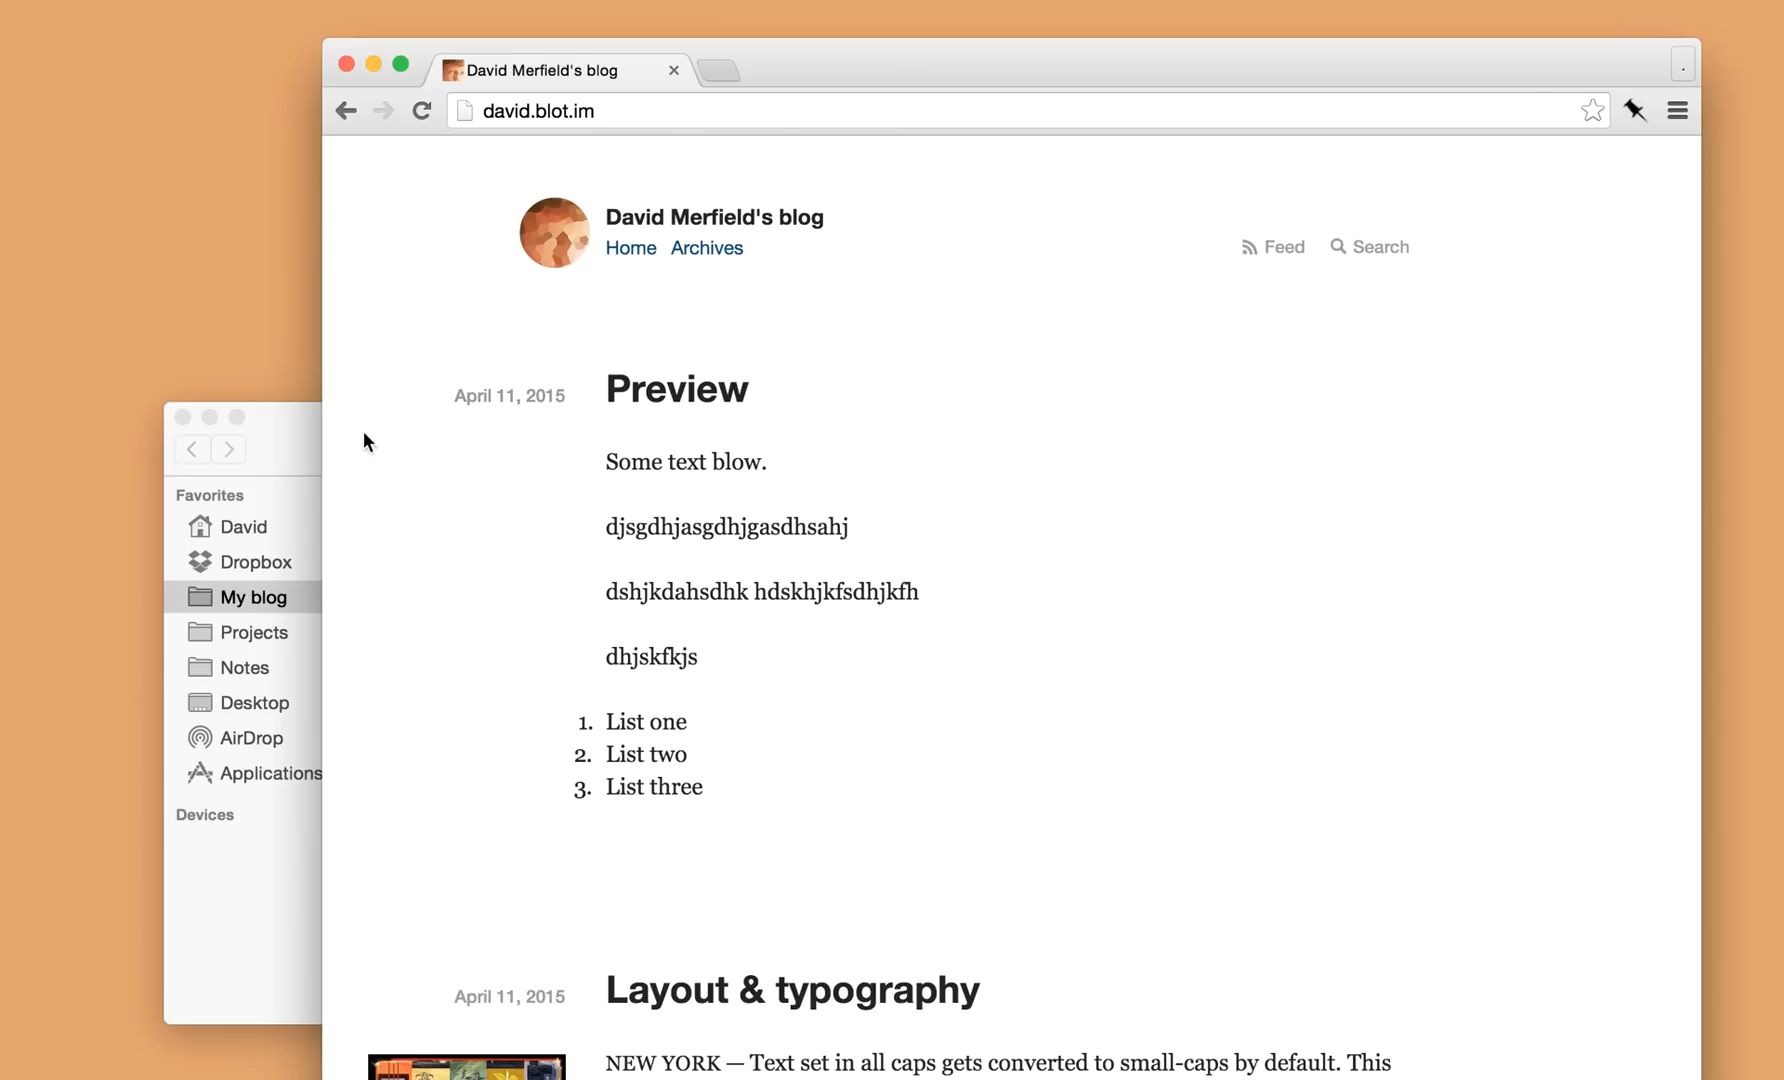 David Merfield's blog
david.blot.im
David Merfield's blog
Home Archives
Feed Search
April 11, 2015
Preview
Some text blow.
djsgdhjasgdhjgasdhsahj
dshjkdahsdhk hdskhjkfsdhjkfh
dhjskfkjs
1. List one
2. List two
3. List three
April 11, 2015
Layout & typography
NEW YORK — Text set in all caps gets converted to small-caps by default. This
Favorites
David
Dropbox
My blog
Projects
Notes
Desktop
AirDrop
Applications
Devices